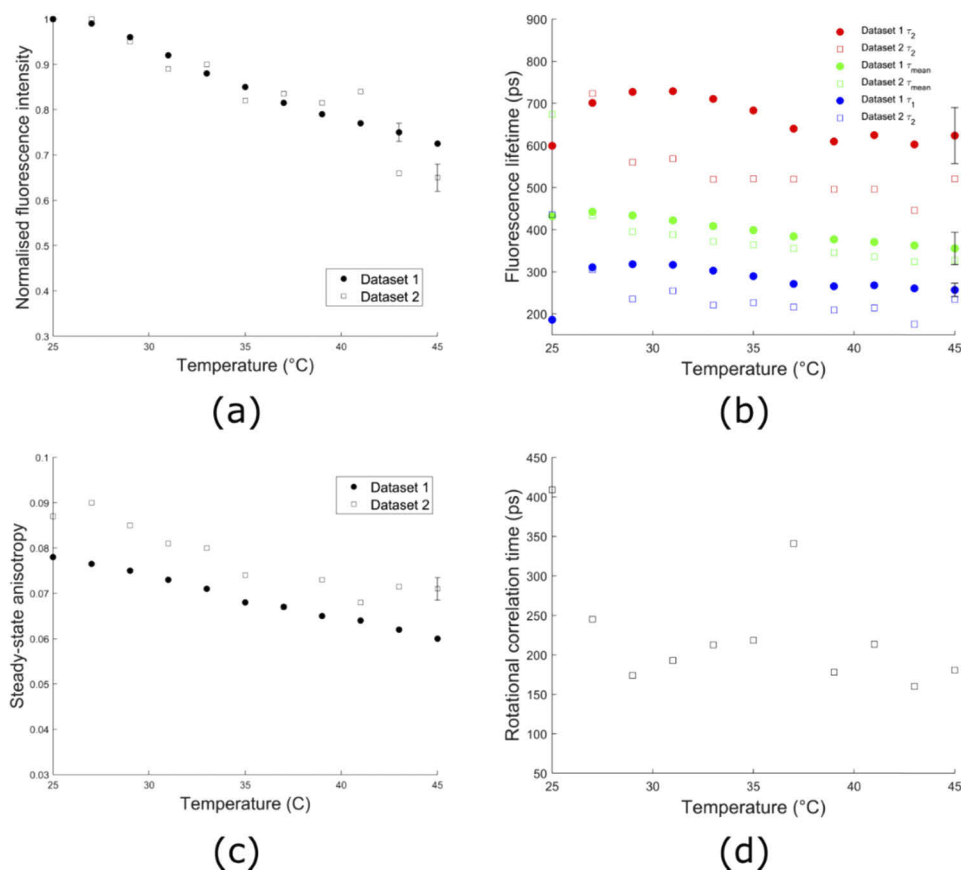 1
0.9
0.8
0.7
0.6
0.5
0.4
0.3
25 30 35 40 45
Normalised fluorescence intensity
Temperature (°C)
Dataset 1
Dataset 2
(a)
900
800
700
600
500
400
300
200
25 30 35 40 45
Fluorescence lifetime (ps)
Temperature (°C)
Dataset 1 τ2
Dataset 2 τ2
Dataset 1 τmean
Dataset 2 τmean
Dataset 1 τ1
Dataset 2 τ2
(b)
0.1
0.09
0.08
0.07
0.06
0.05
0.04
0.03
25 30 35 40 45
Steady-state anisotropy
Temperature (C)
Dataset 1
Dataset 2
(c)
450
400
350
300
250
200
150
100
50
25 30 35 40 45
Rotational correlation time (ps)
Temperature (°C)
(d)